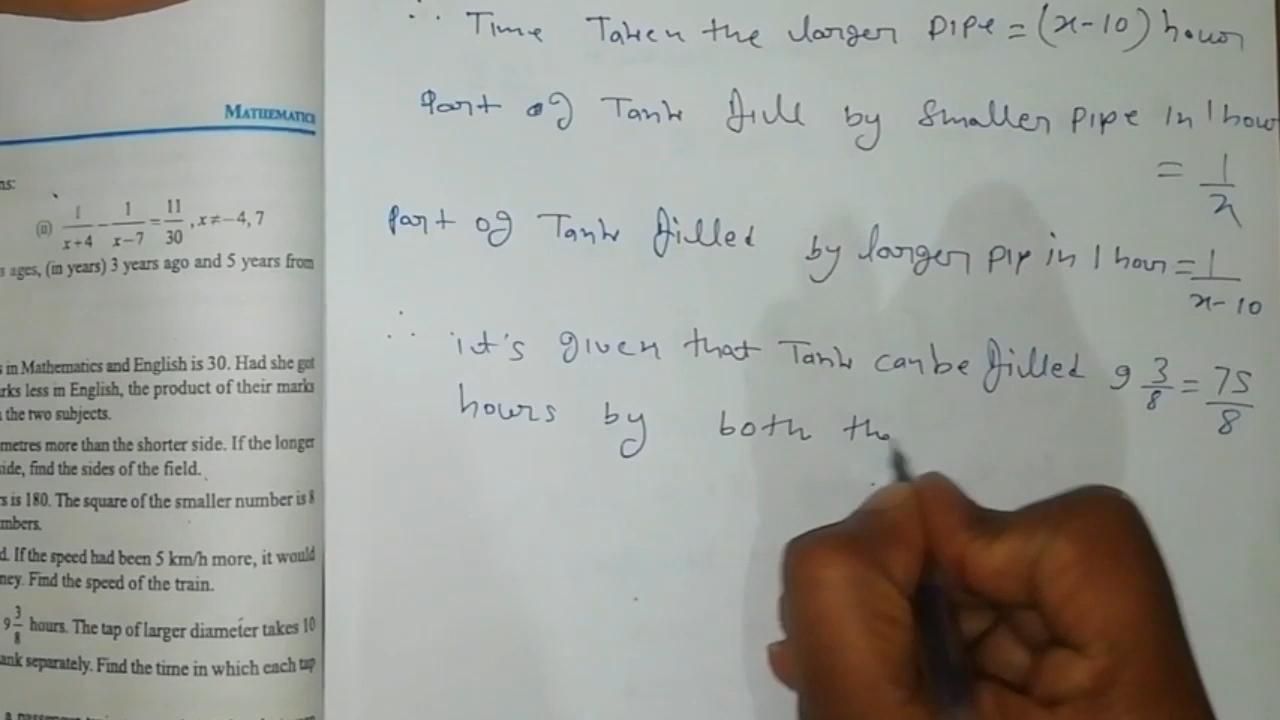 MATHEMATICS
ns:
(ii) 1/(x+4) - 1/(x-7) = 11/30, x ≠ -4, 7
s ages, (in years) 3 years ago and 5 years from
s in Mathematics and English is 30. Had she got
arks less in English, the product of their marks
the two subjects.
metres more than the shorter side. If the longer
side, find the sides of the field.
rs is 180. The square of the smaller number is 8
mbers.
d. If the speed had been 5 km/h more, it would
ney. Find the speed of the train.
9 3/8 hours. The tap of larger diameter takes 10
ank separately. Find the time in which each tap
∴ Time Taken the larger pipe = (x-10) hour
Part of Tank fill by smaller pipe in 1 hour
= 1/x
Part of Tank filled by larger pip in 1 hour = 1/(x-10)
∴ it's given that Tank can be filled 9 3/8 = 75/8
hours by both the